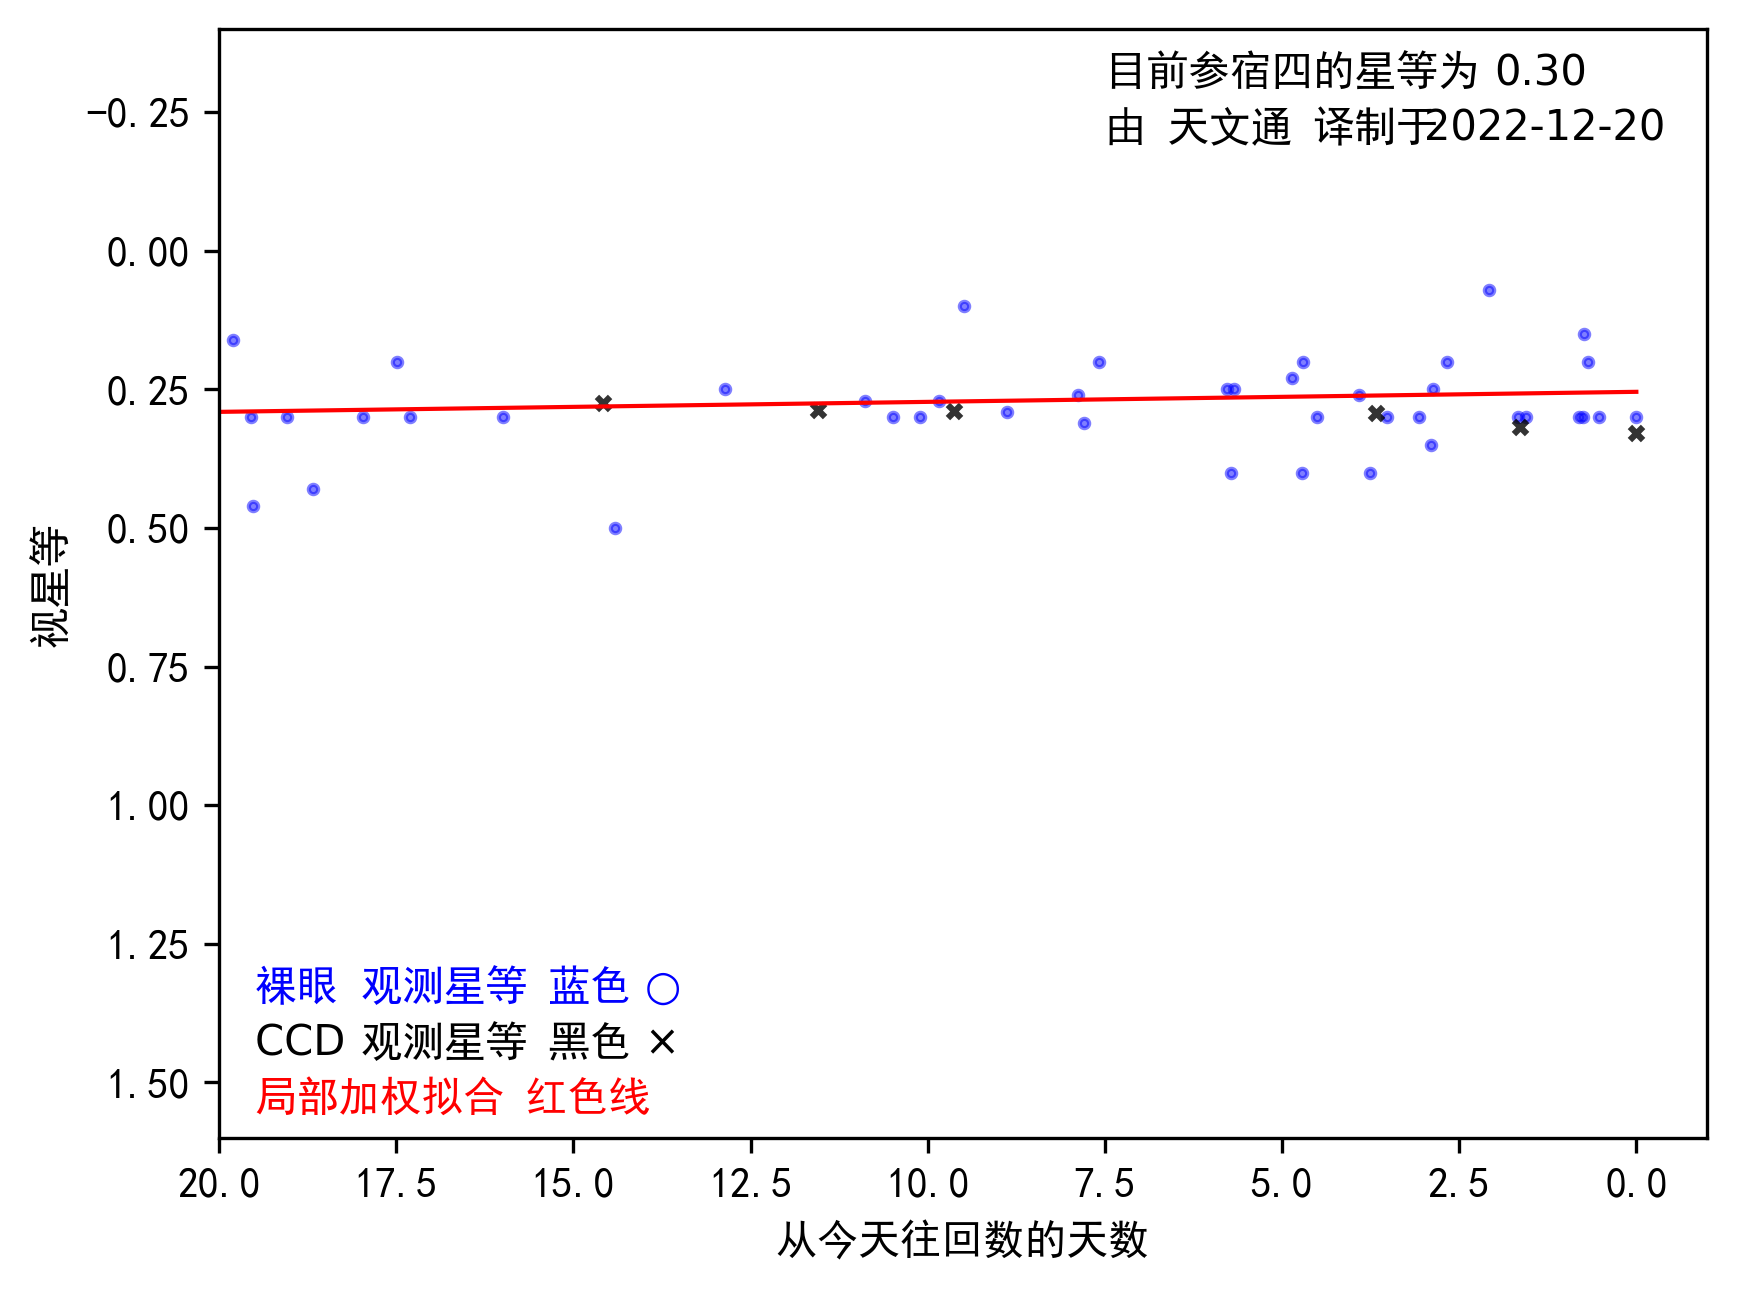 目前参宿四的星等为 0.30
由 天文通 译制于2022-12-20
−0.25
0.00
0.25
0.50
0.75
1.00
1.25
1.50
视星等
裸眼 观测星等 蓝色 ○
CCD 观测星等 黑色 ×
局部加权拟合 红色线
20.0 17.5 15.0 12.5 10.0 7.5 5.0 2.5 0.0
从今天往回数的天数